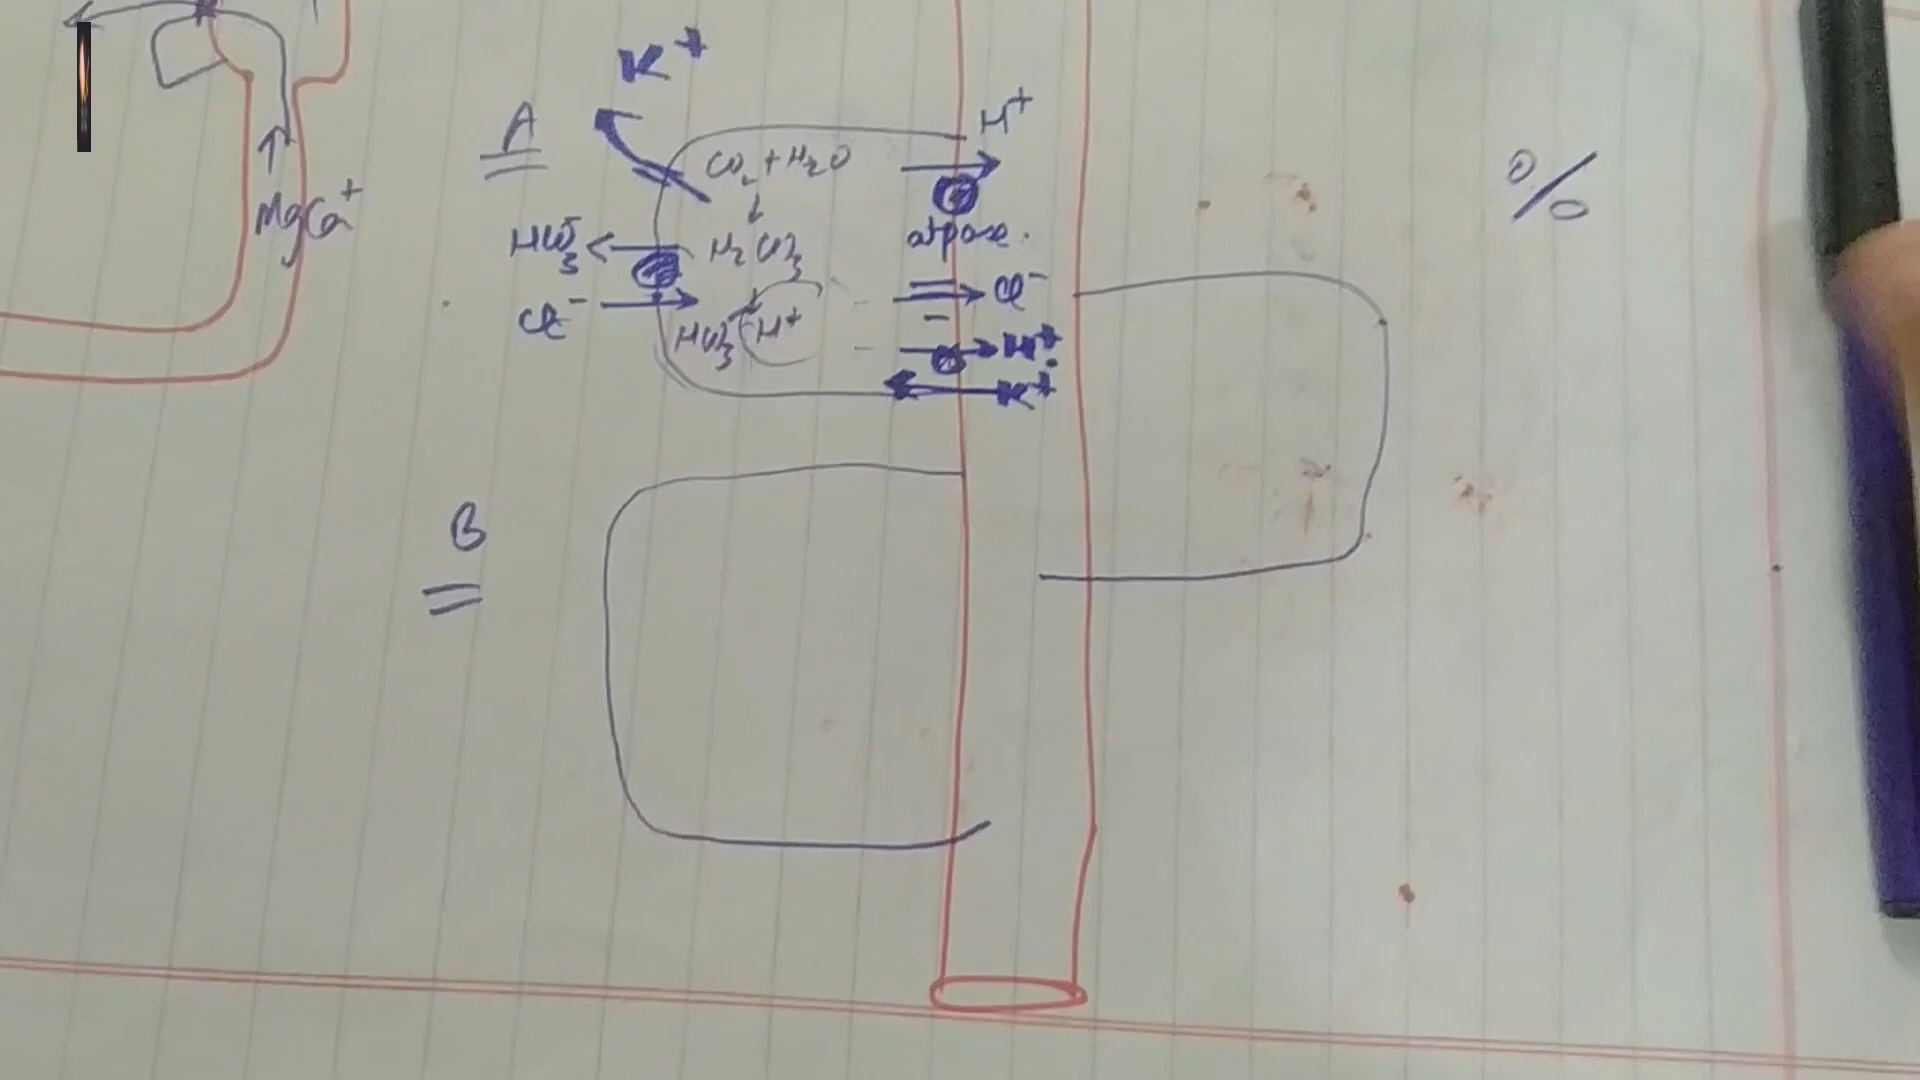 K+
A
H+
CO2 + H2O
atpase.
HCO3-
H2CO3
Cl-
Cl-
HCO3- H+
H+
K+
MgCa+
%
B